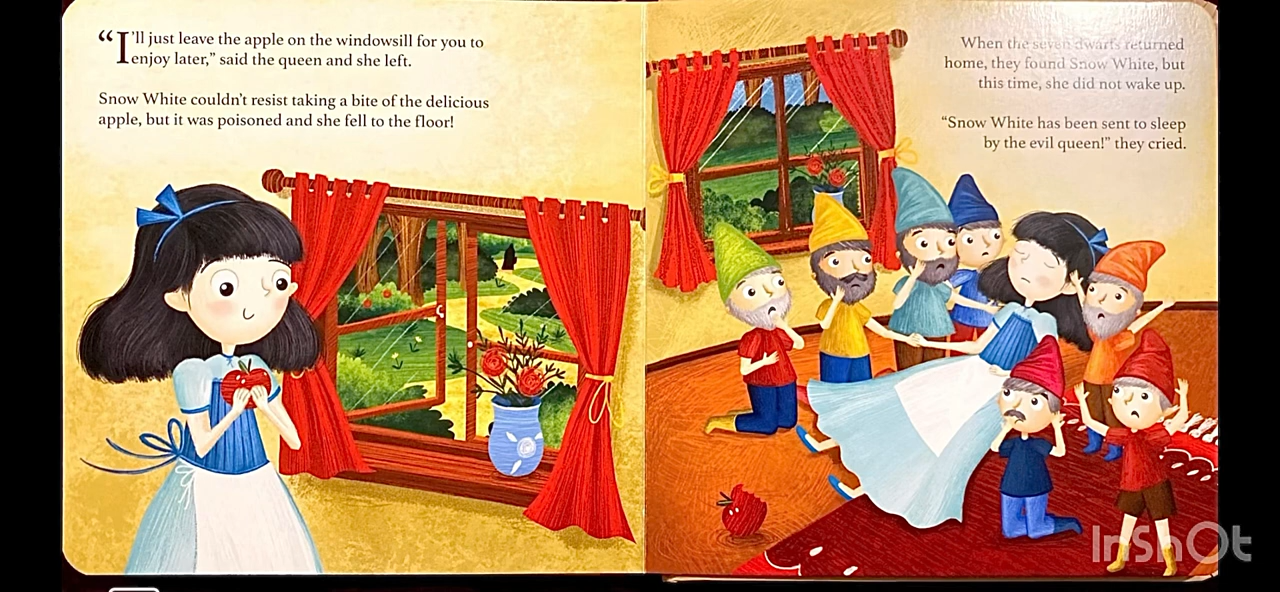 “I’ll just leave the apple on the windowsill for you to
enjoy later,” said the queen and she left.
Snow White couldn’t resist taking a bite of the delicious
apple, but it was poisoned and she fell to the floor!
When the seven dwarfs returned
home, they found Snow White, but
this time, she did not wake up.
“Snow White has been sent to sleep
by the evil queen!” they cried.
InShOt